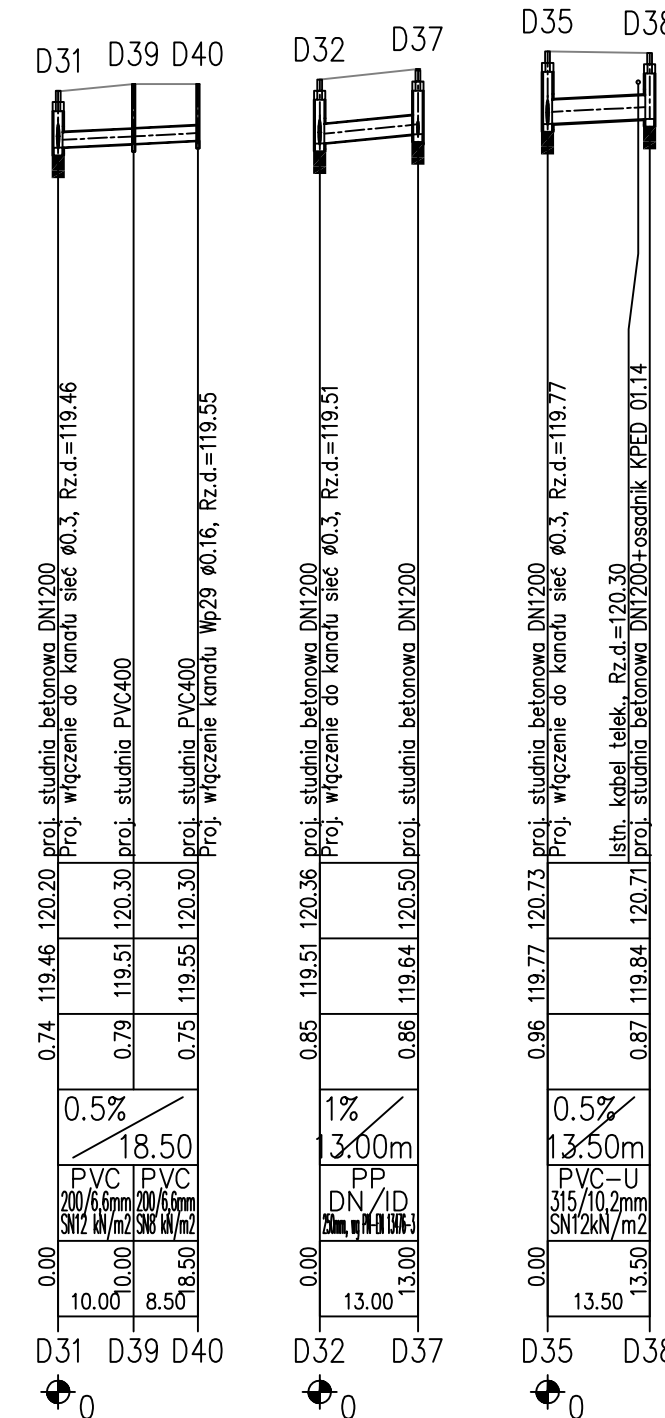 D31 D39 D40
proj. studnia betonowa DN1200
Proj. włączenie do kanału sieć ø0.3, Rz.d.=119.46
proj. studnia PVC400
proj. studnia PVC400
Proj. włączenie kanału Wp29 ø0.16, Rz.d.=119.55
120.20 120.30 120.30
119.46 119.51 119.55
0.74 0.79 0.75
0.5%
18.50
PVC PVC
200/6,6mm 200/6,6mm
SN12 kN/m2 SN8 kN/m2
0.00 10.00 18.50
10.00 8.50
D31 D39 D40
0
D32 D37
proj. studnia betonowa DN1200
Proj. włączenie do kanału sieć ø0.3, Rz.d.=119.51
proj. studnia betonowa DN1200
120.36 120.50
119.51 119.64
0.85 0.86
1%
13.00m
PP
DN/ID
250mm, wg PN-EN 13476-3
0.00 13.00
13.00
D32 D37
0
D35 D38
proj. studnia betonowa DN1200
Proj. włączenie do kanału sieć ø0.3, Rz.d.=119.77
Istn. kabel telek., Rz.d.=120.30
proj. studnia betonowa DN1200+osadnik KPED 01.14
120.73 120.71
119.77 119.84
0.96 0.87
0.5%
13.50m
PVC-U
315/10,2mm
SN12kN/m2
0.00 13.50
13.50
D35 D38
0